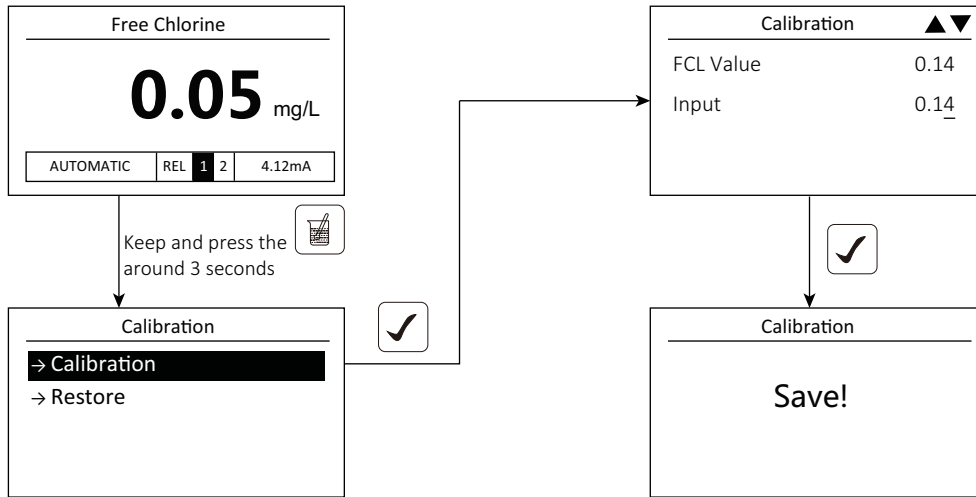 Free Chlorine
0.05 mg/L
AUTOMATIC REL 1 2 4.12mA
Keep and press the
around 3 seconds
Calibration
→ Calibration
→ Restore
Calibration ▲▼
FCL Value 0.14
Input 0.14
Calibration
Save!